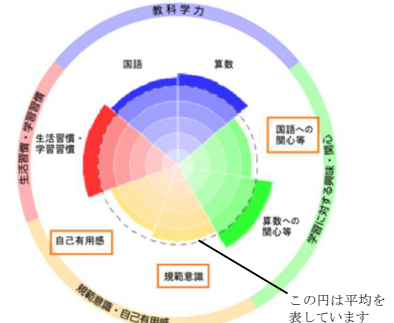 教科学力
国語
算数
生活習慣・学習習慣
生活習慣・
学習習慣
国語への
関心等
学習に対する興味・関心
算数への
関心等
自己有用感
規範意識
規範意識・自己有用感
この円は平均を
表しています